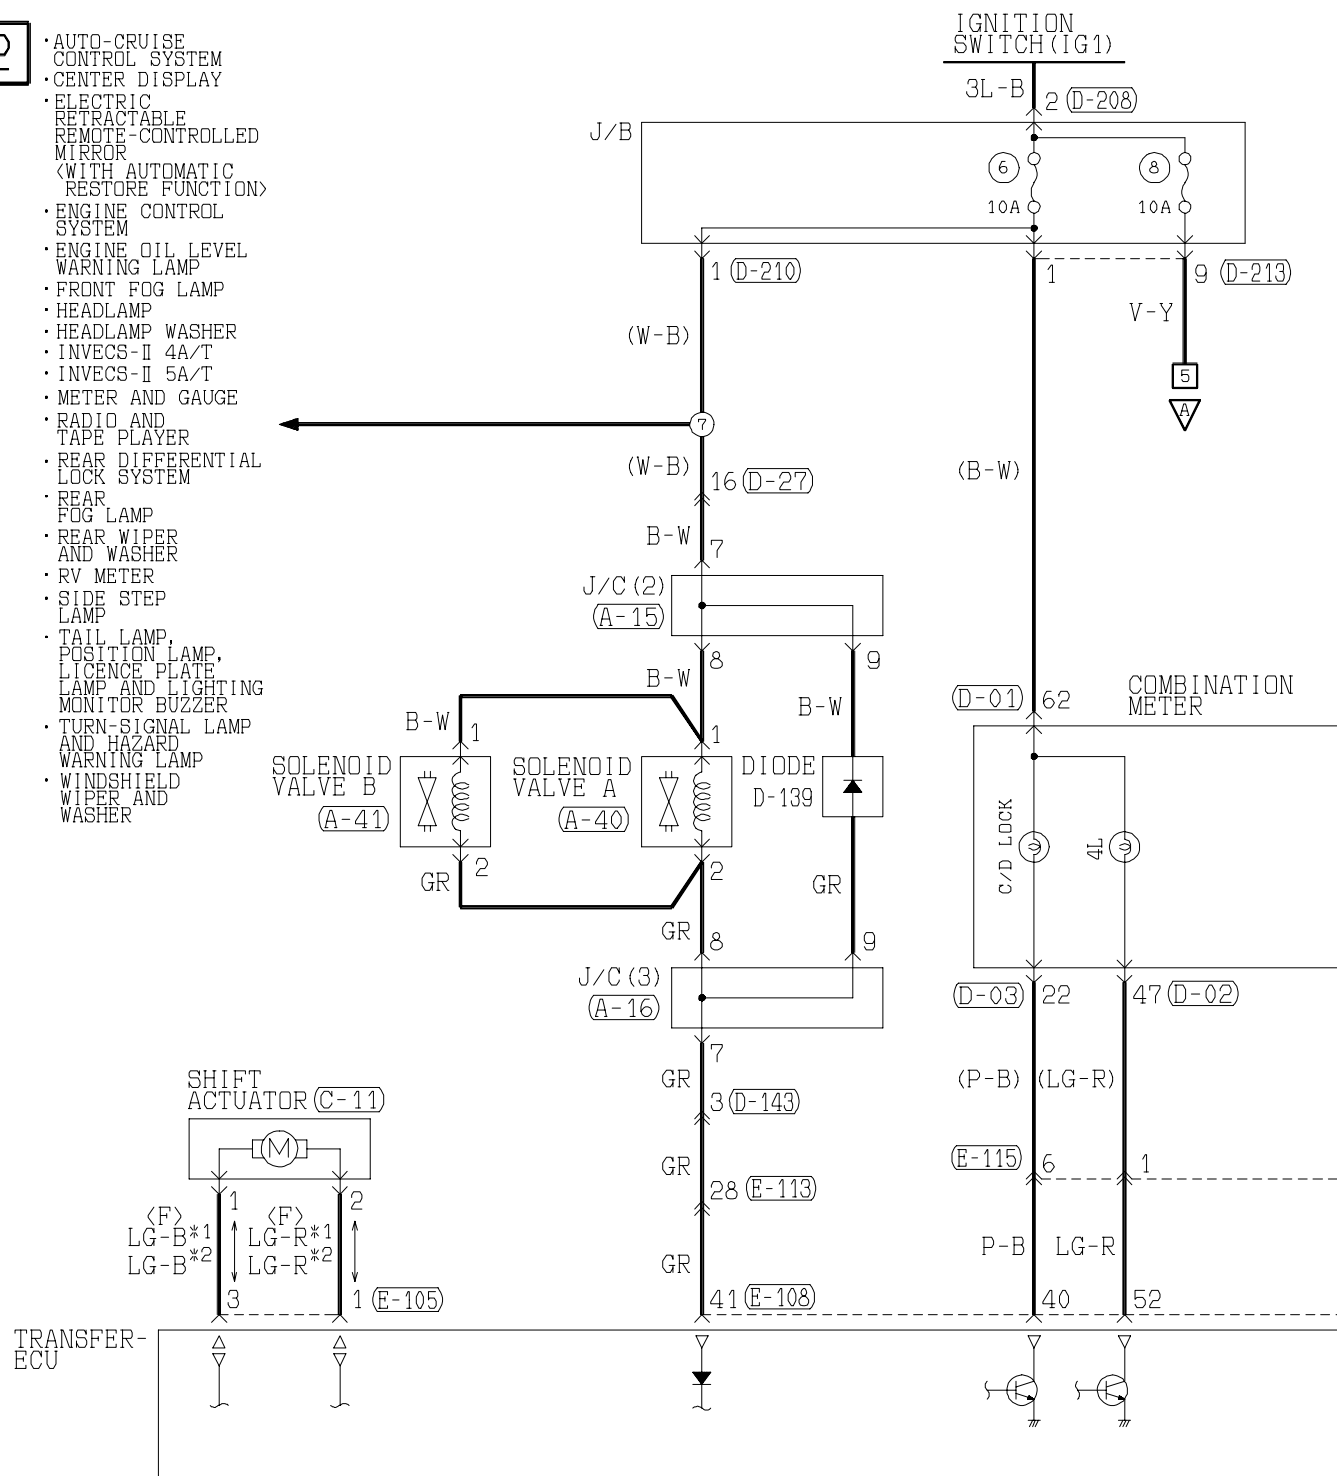 · AUTO-CRUISE
CONTROL SYSTEM
· CENTER DISPLAY
· ELECTRIC
RETRACTABLE
REMOTE-CONTROLLED
MIRROR
〈WITH AUTOMATIC
RESTORE FUNCTION〉
· ENGINE CONTROL
SYSTEM
· ENGINE OIL LEVEL
WARNING LAMP
· FRONT FOG LAMP
· HEADLAMP
· HEADLAMP WASHER
· INVECS-Ⅱ 4A/T
· INVECS-Ⅱ 5A/T
· METER AND GAUGE
· RADIO AND
TAPE PLAYER
· REAR DIFFERENTIAL
LOCK SYSTEM
· REAR
FOG LAMP
· REAR WIPER
AND WASHER
· RV METER
· SIDE STEP
LAMP
· TAIL LAMP,
POSITION LAMP,
LICENCE PLATE
LAMP AND LIGHTING
MONITOR BUZZER
· TURN-SIGNAL LAMP
AND HAZARD
WARNING LAMP
· WINDSHIELD
WIPER AND
WASHER
IGNITION
SWITCH(IG1)
3L-B
2 (D-208)
J/B
6
8
10A
10A
1 (D-210)
1
9 (D-213)
(W-B)
V-Y
5
A
7
(W-B)
16 (D-27)
(B-W)
B-W
7
J/C(2)
(A-15)
8
9
B-W
B-W
B-W
1
1
SOLENOID
VALVE B
(A-41)
SOLENOID
VALVE A
(A-40)
DIODE
D-139
2
2
GR
GR
GR
8
9
J/C(3)
(A-16)
7
GR
3 (D-143)
GR
28 (E-113)
GR
41 (E-108)
(D-01) 62
COMBINATION
METER
C/D LOCK
4L
(D-03) 22
47 (D-02)
(P-B)
(LG-R)
(E-115) 6
1
P-B
LG-R
40
52
SHIFT
ACTUATOR (C-11)
M
1
2
〈F〉
LG-B*1
LG-B*2
〈F〉
LG-R*1
LG-R*2
3
1 (E-105)
TRANSFER-
ECU